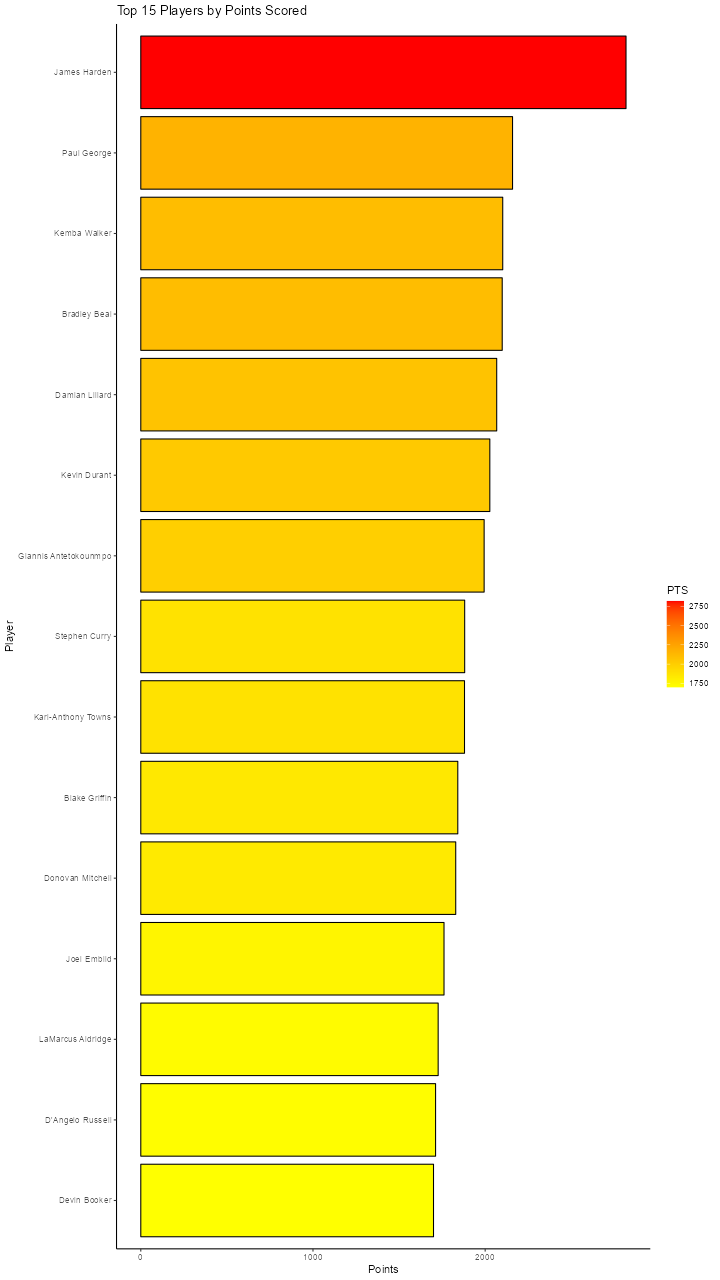 Top 15 Players by Points Scored
James Harden
Paul George
Kemba Walker
Bradley Beal
Damian Lillard
Kevin Durant
Giannis Antetokounmpo
Stephen Curry
Karl-Anthony Towns
Blake Griffin
Donovan Mitchell
Joel Embiid
LaMarcus Aldridge
D'Angelo Russell
Devin Booker
Player
0 1000 2000
Points
PTS
2750
2500
2250
2000
1750